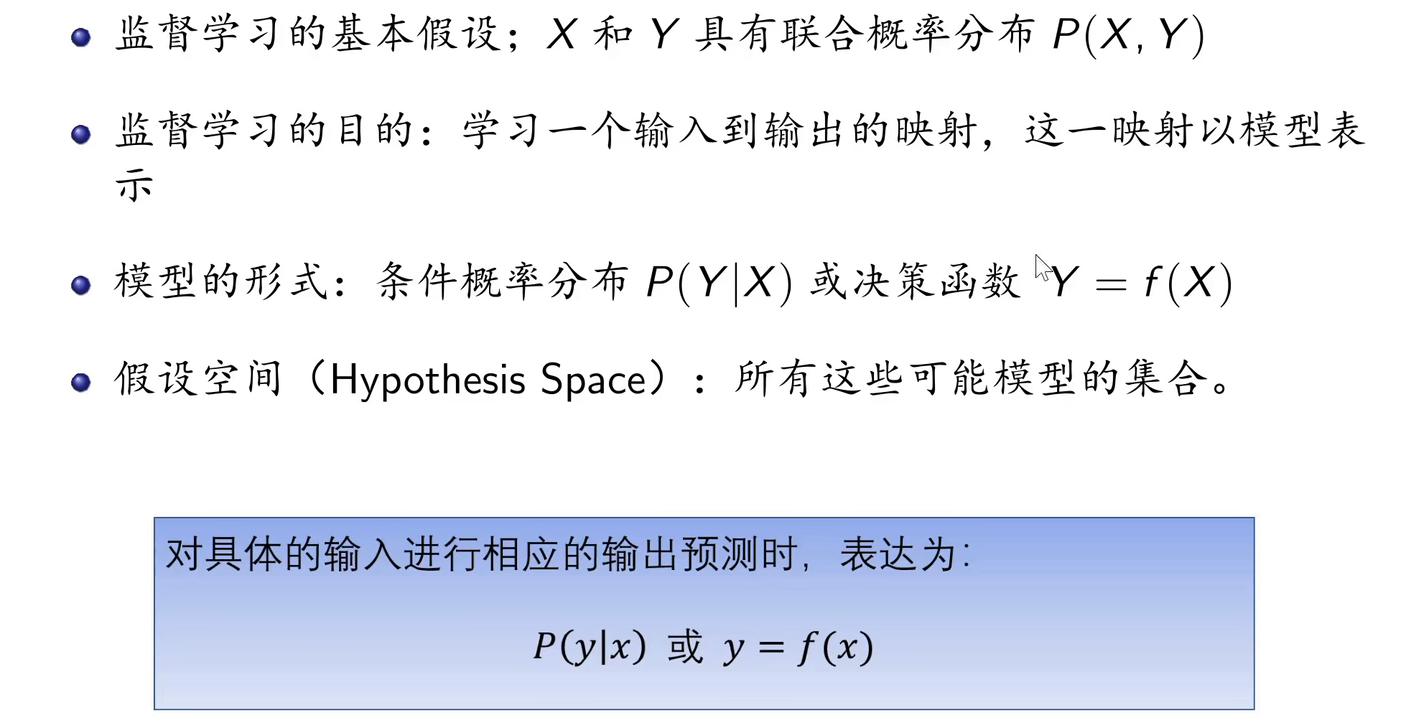 监督学习的基本假设；X 和 Y 具有联合概率分布 P(X, Y)
监督学习的目的：学习一个输入到输出的映射，这一映射以模型表
示
模型的形式：条件概率分布 P(Y|X) 或决策函数 Y = f(X)
假设空间（Hypothesis Space）：所有这些可能模型的集合。
对具体的输入进行相应的输出预测时，表达为：
P(y|x) 或 y = f(x)